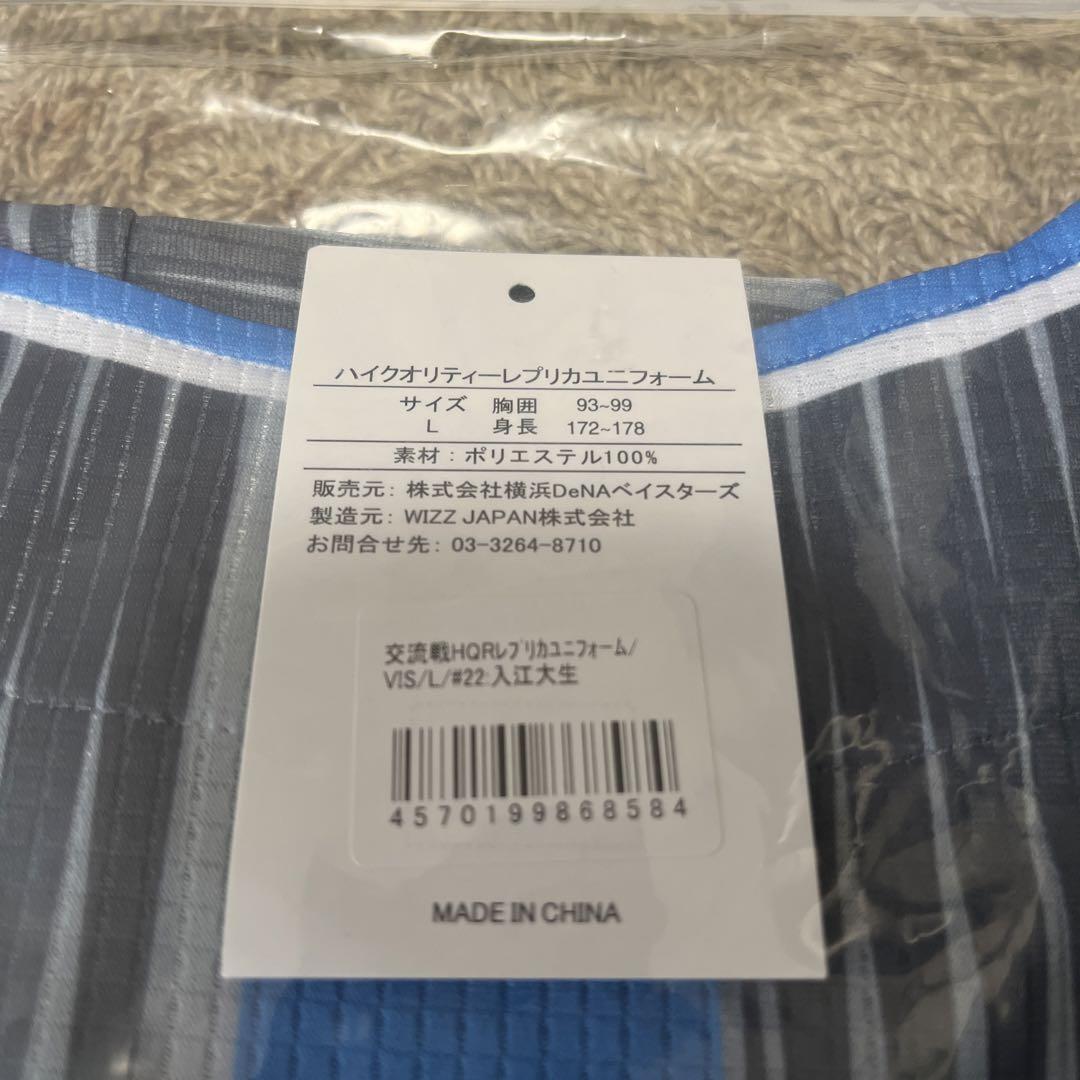 ハイクオリティーレプリカユニフォーム
サイズ 胸囲 93~99
L 身長 172~178
素材：ポリエステル100%
販売元：株式会社横浜DeNAベイスターズ
製造元：WIZZ JAPAN株式会社
お問合せ先：03-3264-8710
交流戦HQRﾚﾌﾟﾘｶﾕﾆﾌｫｰﾑ/
VIS/L/#22:入江大生
4570199868584
MADE IN CHINA